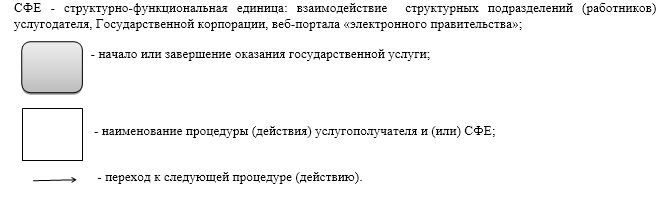 СФЕ - структурно-функциональная единица: взаимодействие структурных подразделений (работников)
услугодателя, Государственной корпорации, веб-портала «электронного правительства»;
- начало или завершение оказания государственной услуги;
- наименование процедуры (действия) услугополучателя и (или) СФЕ;
- переход к следующей процедуре (действию).